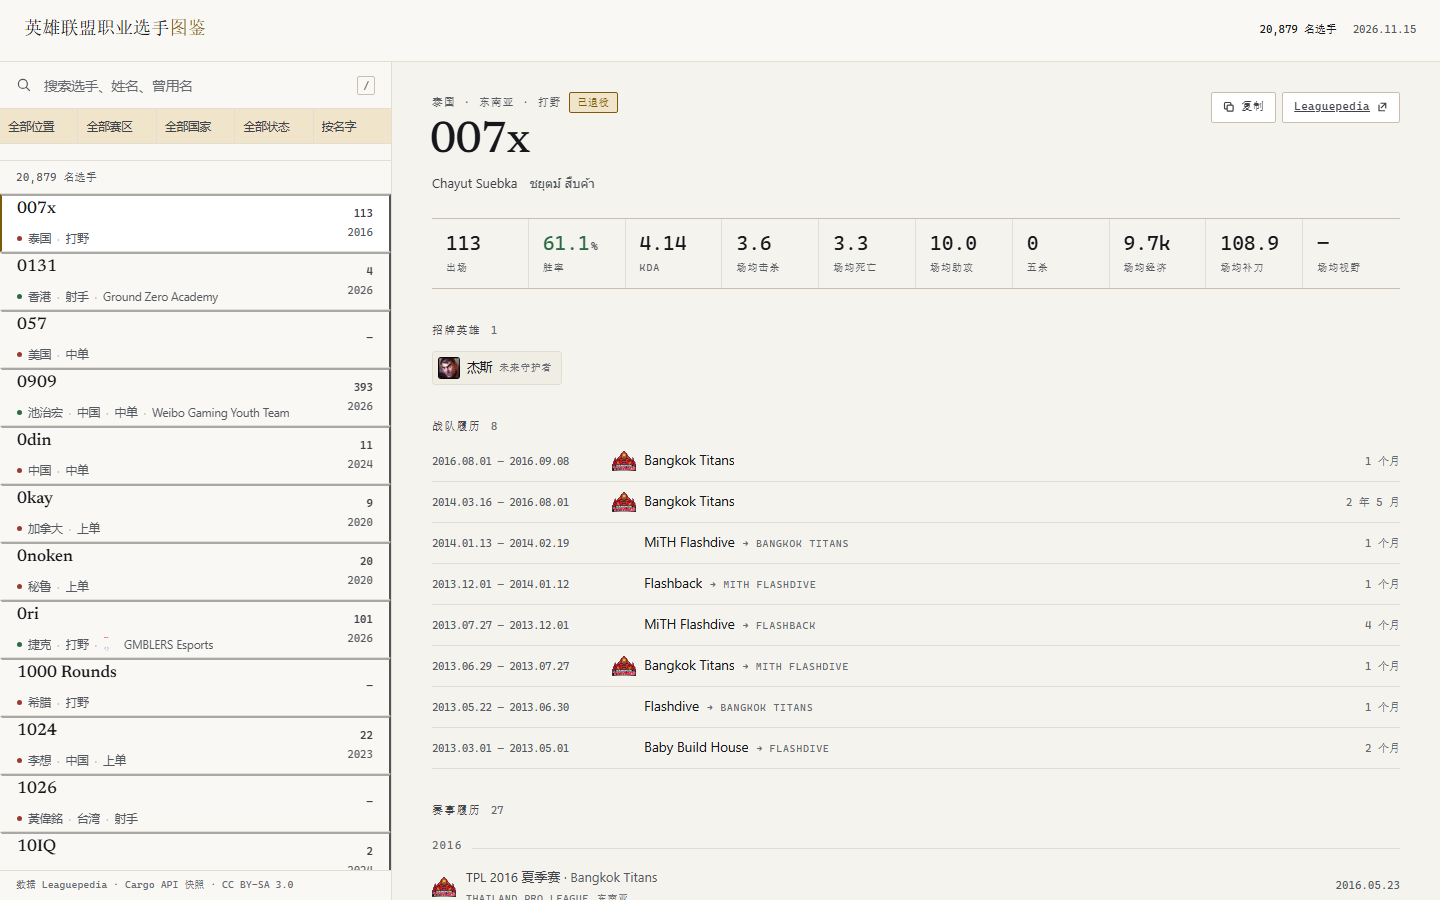 英雄联盟职业选手图鉴
20,879 名选手 2026.11.15
搜索选手、姓名、曾用名 /
全部位置 全部赛区 全部国家 全部状态 按名字
20,879 名选手
007x 113
泰国 · 打野 2016
0131 4
香港 · 射手 · Ground Zero Academy 2026
057 –
美国 · 中单
0909 393
池治宏 · 中国 · 中单 · Weibo Gaming Youth Team 2026
0din 11
中国 · 中单 2024
0kay 9
加拿大 · 上单 2020
0noken 20
秘鲁 · 上单 2020
0ri 101
捷克 · 打野 · GMBLERS Esports 2026
1000 Rounds –
希腊 · 打野
1024 22
李想 · 中国 · 上单 2023
1026 –
黃偉銘 · 台湾 · 射手
10IQ 2
2024
数据 Leaguepedia · Cargo API 快照 · CC BY-SA 3.0
泰国 · 东南亚 · 打野 已退役
复制 Leaguepedia
007x
Chayut Suebka ชยุตม์ สืบค้า
113 61.1% 4.14 3.6 3.3 10.0 0 9.7k 108.9 –
出场 胜率 KDA 场均击杀 场均死亡 场均助攻 五杀 场均经济 场均补刀 场均视野
招牌英雄 1
杰斯 未来守护者
战队履历 8
2016.08.01 – 2016.09.08 Bangkok Titans 1 个月
2014.03.16 – 2016.08.01 Bangkok Titans 2 年 5 月
2014.01.13 – 2014.02.19 MiTH Flashdive → BANGKOK TITANS 1 个月
2013.12.01 – 2014.01.12 Flashback → MITH FLASHDIVE 1 个月
2013.07.27 – 2013.12.01 MiTH Flashdive → FLASHBACK 4 个月
2013.06.29 – 2013.07.27 Bangkok Titans → MITH FLASHDIVE 1 个月
2013.05.22 – 2013.06.30 Flashdive → BANGKOK TITANS 1 个月
2013.03.01 – 2013.05.01 Baby Build House → FLASHDIVE 2 个月
赛事履历 27
2016
TPL 2016 夏季赛 · Bangkok Titans 2016.05.23
THAILAND PRO LEAGUE 东南亚